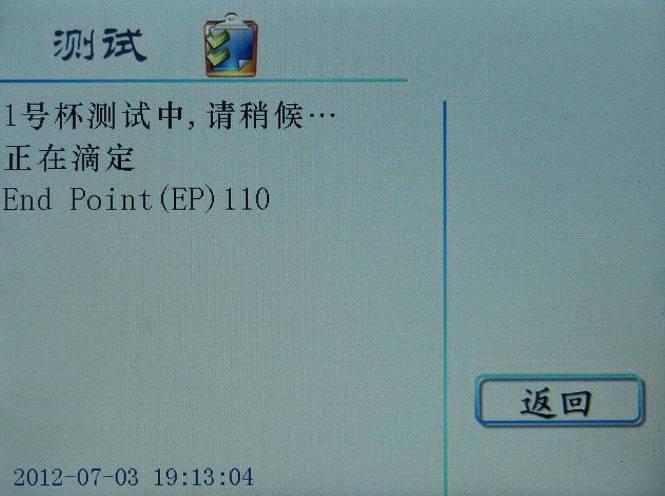 测试
1号杯测试中,请稍候…
正在滴定
End Point(EP)110
返回
2012-07-03 19:13:04